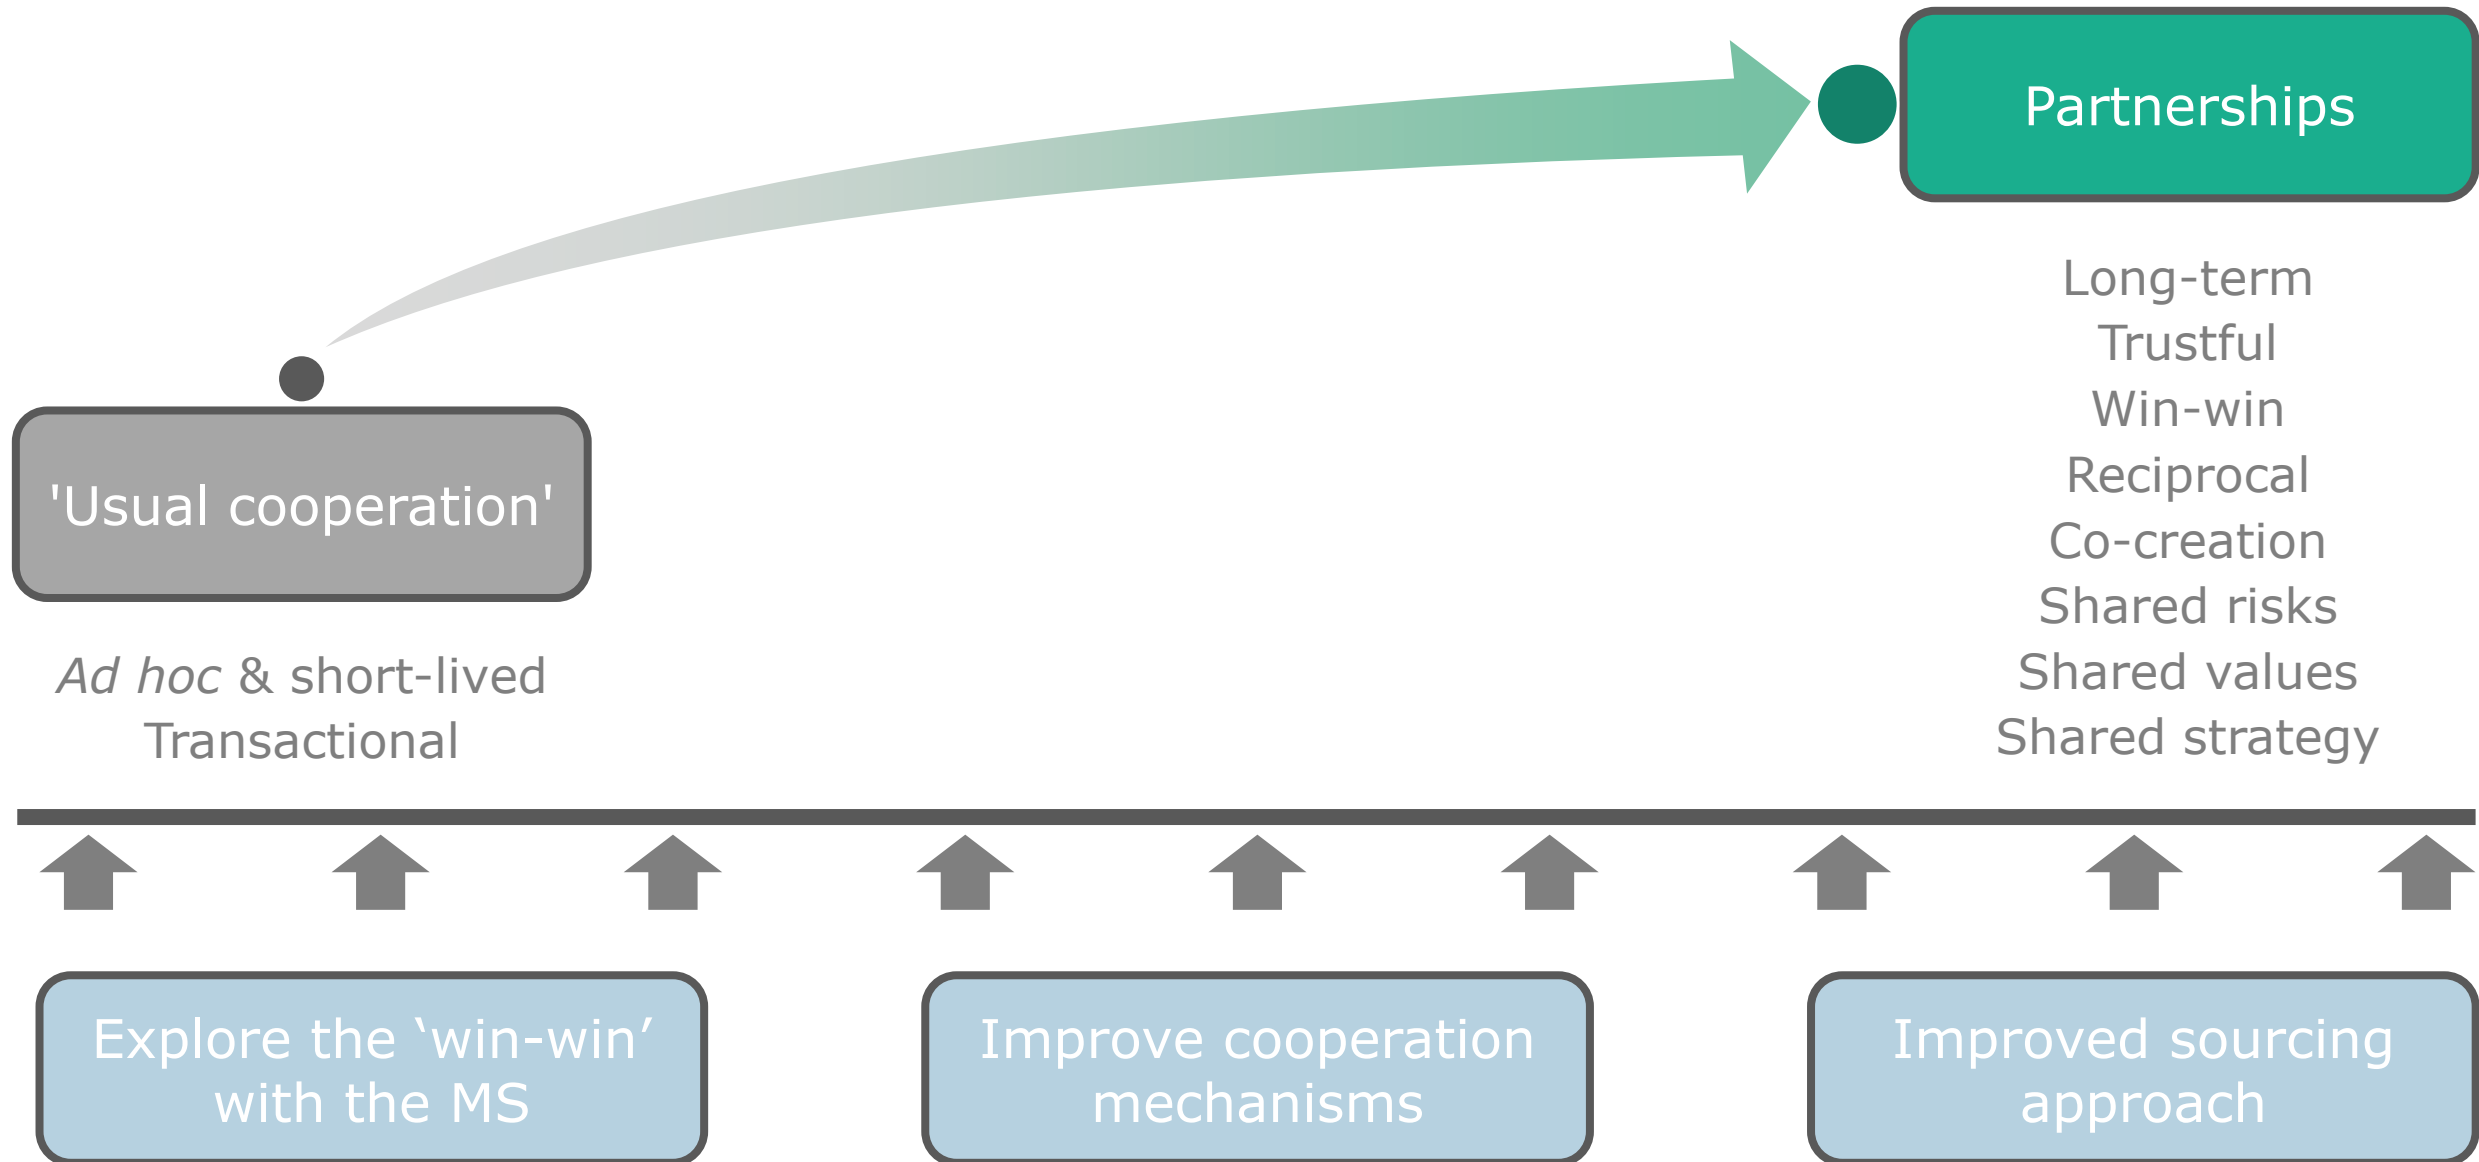 Partnerships
Long-term
Trustful
Win-win
Reciprocal
Co-creation
Shared risks
Shared values
Shared strategy
'Usual cooperation'
Ad hoc & short-lived
Transactional
Explore the ‘win-win’
with the MS
Improve cooperation
mechanisms
Improved sourcing
approach